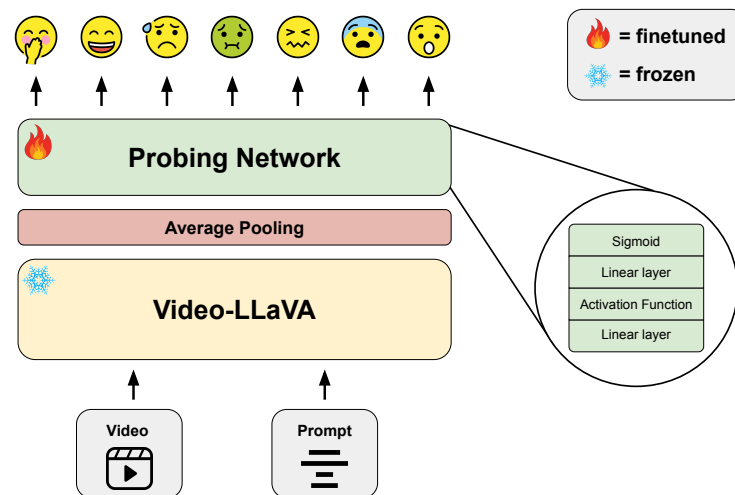 = finetuned
= frozen
Probing Network
Average Pooling
Video-LLaVA
Sigmoid
Linear layer
Activation Function
Linear layer
Video
Prompt